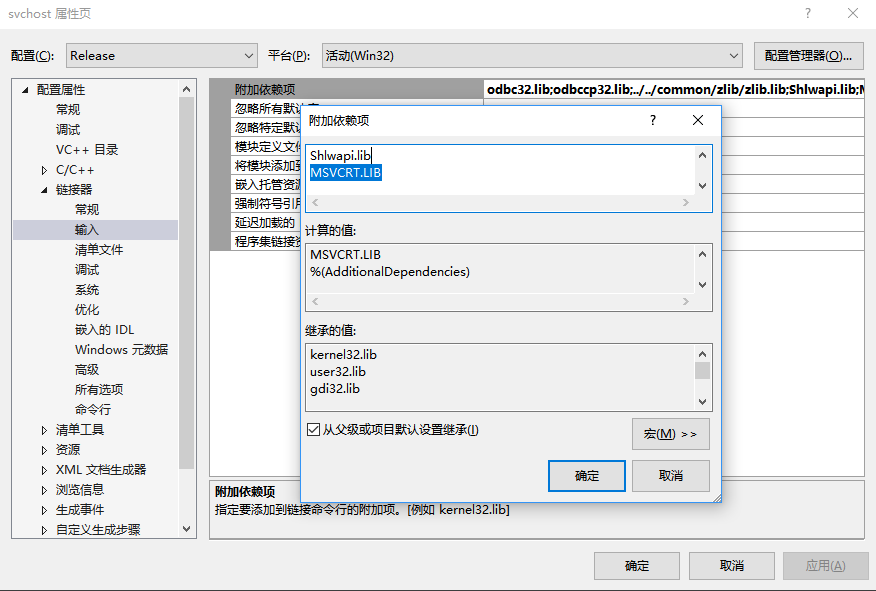 svchost 属性页
配置(C): Release 平台(P): 活动(Win32) 配置管理器(O)...
配置属性
常规
调试
VC++ 目录
C/C++
链接器
常规
输入
清单文件
调试
系统
优化
嵌入的 IDL
Windows 元数据
高级
所有选项
命令行
清单工具
资源
XML 文档生成器
浏览信息
生成事件
自定义生成步骤
附加依赖项 odbc32.lib;odbccp32.lib;../../common/zlib/zlib.lib;Shlwapi.lib;
忽略所有默认
忽略特定默认
模块定义文件
将模块添加到
嵌入托管资源
强制符号引用
延迟加载的
程序集链接资
附加依赖项
Shlwapi.lib
MSVCRT.LIB
计算的值:
MSVCRT.LIB
%(AdditionalDependencies)
继承的值:
kernel32.lib
user32.lib
gdi32.lib
从父级或项目默认设置继承(I)
宏(M) >>
确定 取消
附加依赖项
指定要添加到链接命令行的附加项。[例如 kernel32.lib]
确定 取消 应用(A)